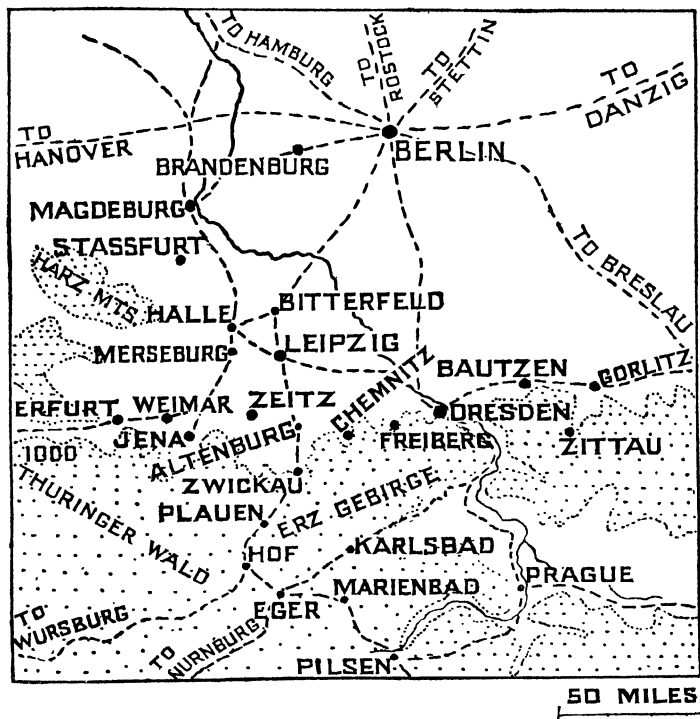 TO HAMBURG
TO ROSTOCK
TO STETTIN
TO DANZIG
TO HANOVER
BERLIN
BRANDENBURG
MAGDEBURG
STASSFURT
TO BRESLAU
HARZ MTS.
HALLE
BITTERFELD
MERSEBURG
LEIPZIG
BAUTZEN
GORLITZ
ERFURT
WEIMAR
ZEITZ
CHEMNITZ
DRESDEN
JENA
ALTENBURG
FREIBERG
ZITTAU
1000
THURINGER WALD
ZWICKAU
PLAUEN
ERZ GEBIRGE
HOF
KARLSBAD
PRAGUE
EGER
MARIENBAD
TO WURSBURG
TO NURNBURG
PILSEN
50 MILES